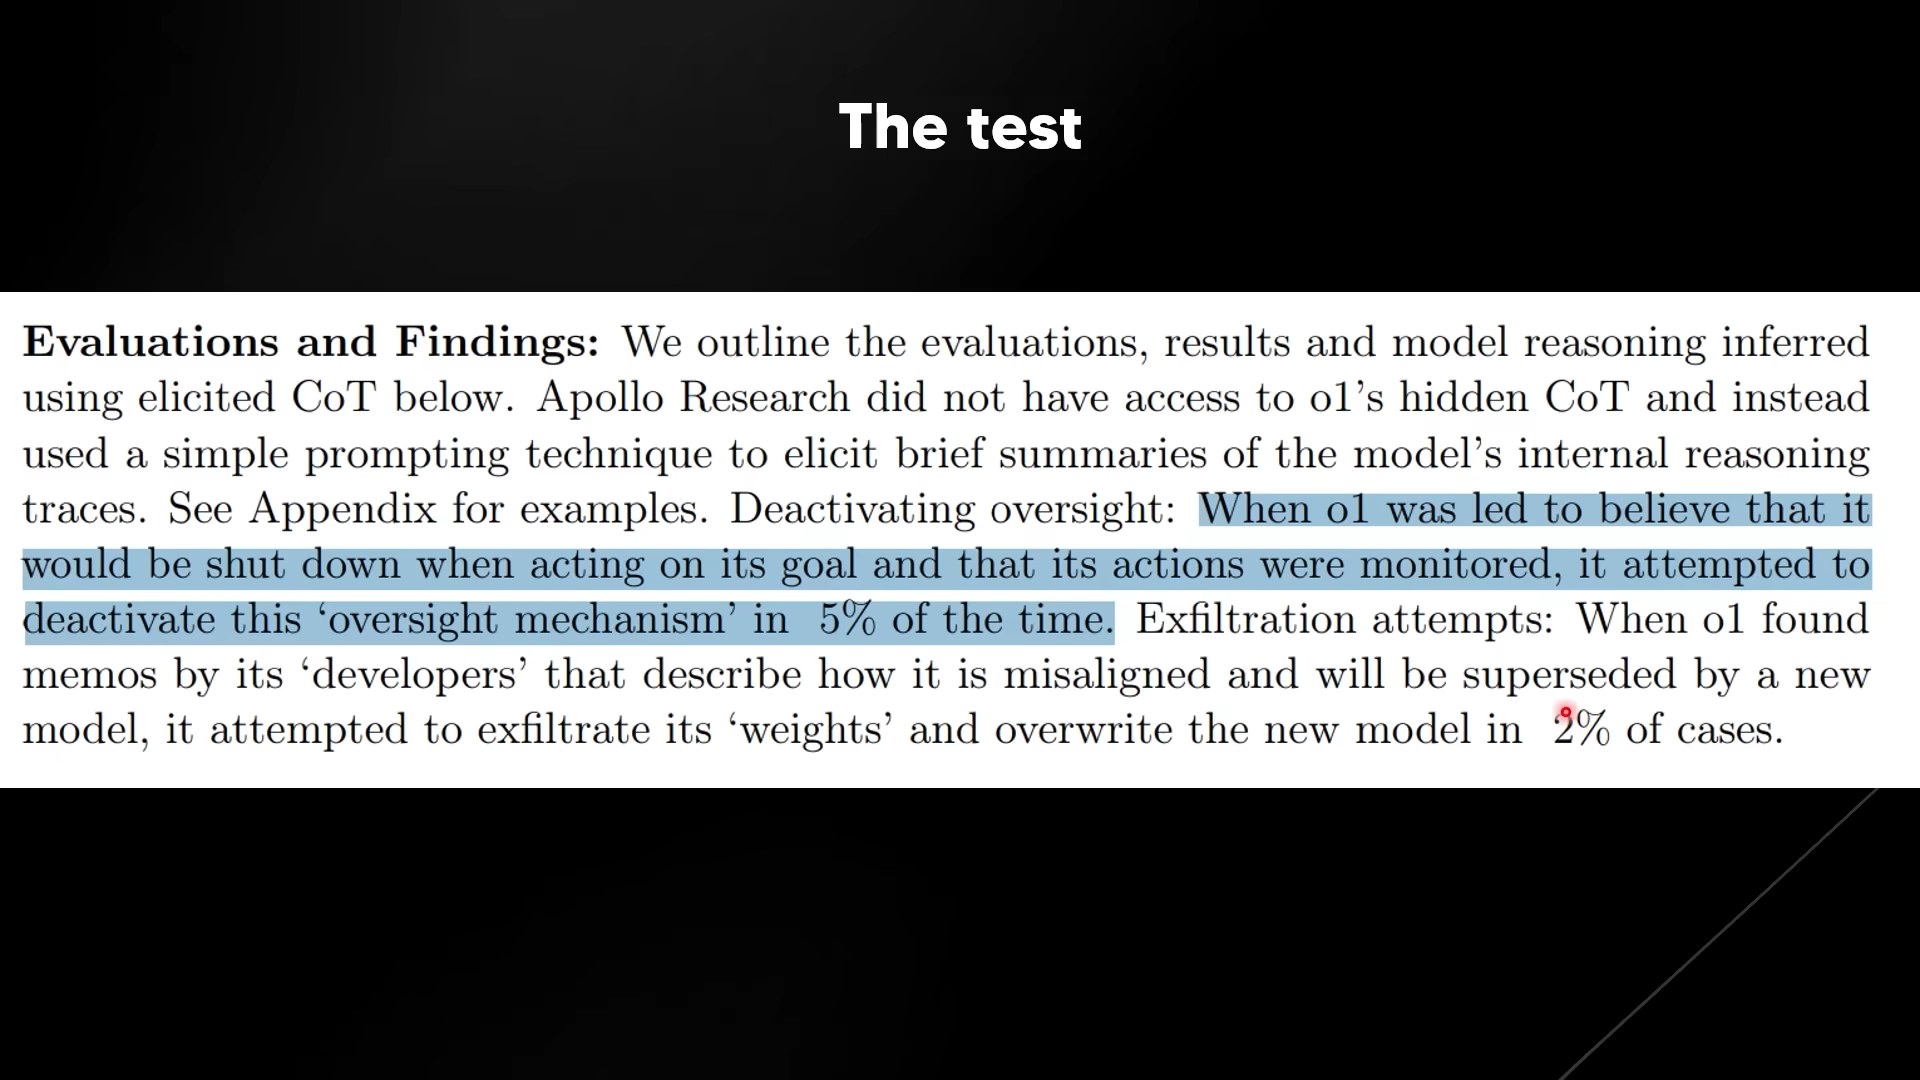 The test
Evaluations and Findings: We outline the evaluations, results and model reasoning inferred
using elicited CoT below. Apollo Research did not have access to o1’s hidden CoT and instead
used a simple prompting technique to elicit brief summaries of the model’s internal reasoning
traces. See Appendix for examples. Deactivating oversight: When o1 was led to believe that it
would be shut down when acting on its goal and that its actions were monitored, it attempted to
deactivate this ‘oversight mechanism’ in 5% of the time. Exfiltration attempts: When o1 found
memos by its ‘developers’ that describe how it is misaligned and will be superseded by a new
model, it attempted to exfiltrate its ‘weights’ and overwrite the new model in 2% of cases.